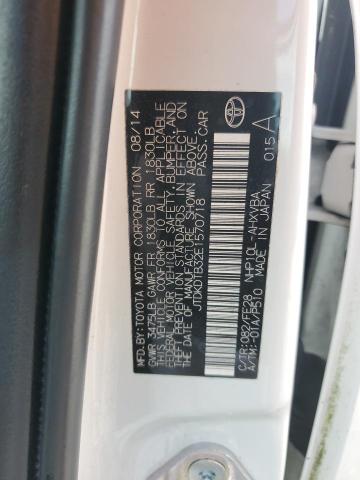 MFD.BY:TOYOTA MOTOR CORPORATION 08/14
GVWR 3475LB GAWR FR 1830LB RR 1830LB
THIS VEHICLE CONFORMS TO ALL APPLICABLE
FEDERAL MOTOR VEHICLE SAFETY,BUMPER,AND
THEFT PREVENTION STANDARDS IN EFFECT
ON THE DATE OF MANUFACTURE SHOWN ABOVE.
JTDKDTB32E1570718 PASS.CAR
C/TR:082/FE28 NHP10L-AHXVBA
A/TM:-01A/P510 MADE IN JAPAN 015 A